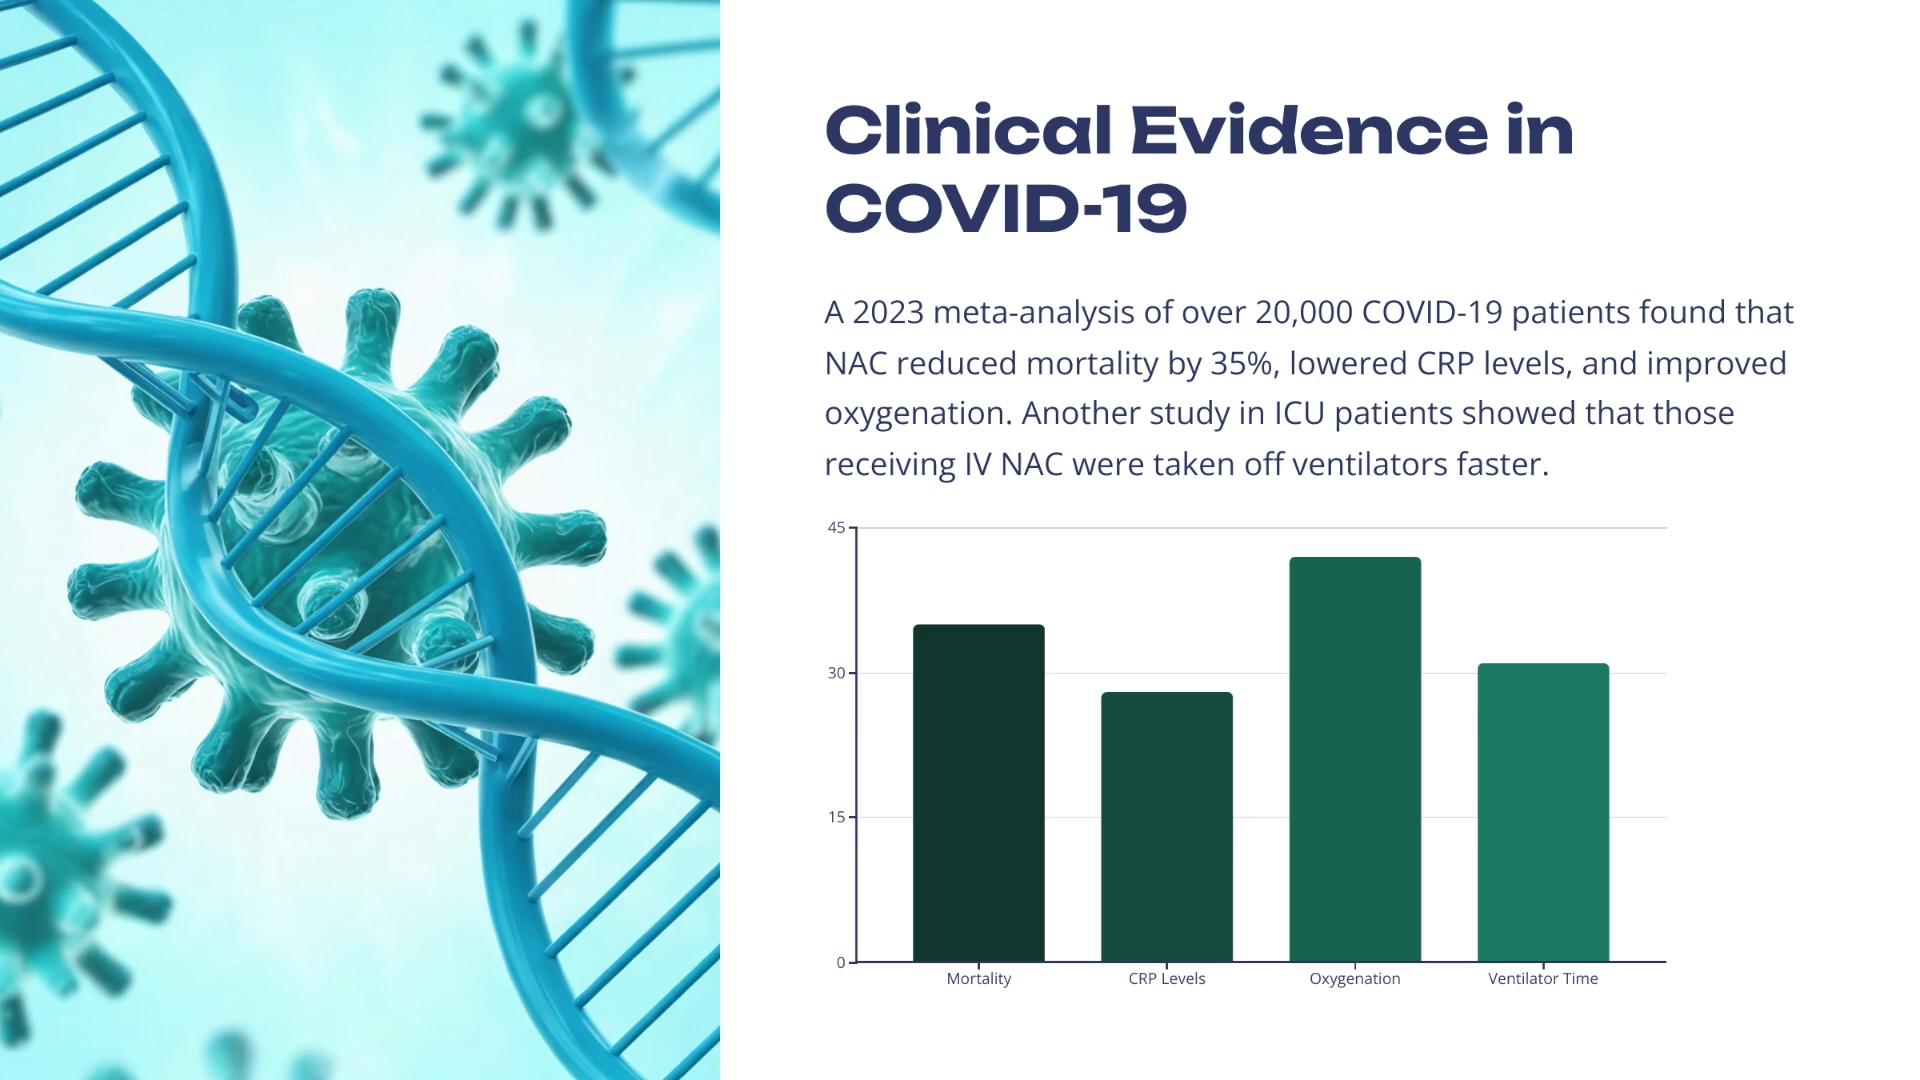 Clinical Evidence in
COVID-19
A 2023 meta-analysis of over 20,000 COVID-19 patients found that
NAC reduced mortality by 35%, lowered CRP levels, and improved
oxygenation. Another study in ICU patients showed that those
receiving IV NAC were taken off ventilators faster.
45
30
15
0
Mortality CRP Levels Oxygenation Ventilator Time